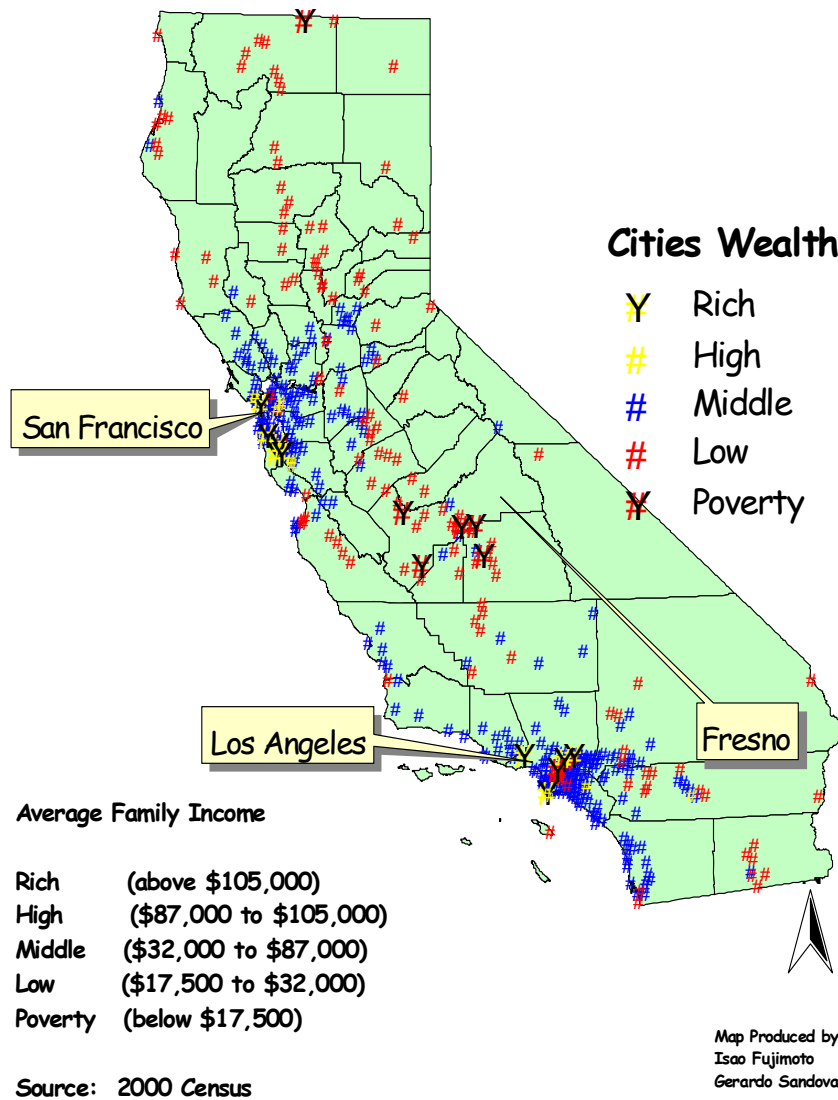 Cities Wealth
Rich
High
Middle
Low
Poverty
San Francisco
Los Angeles
Fresno
Average Family Income
Rich (above $105,000)
High ($87,000 to $105,000)
Middle ($32,000 to $87,000)
Low ($17,500 to $32,000)
Poverty (below $17,500)
Source: 2000 Census
Map Produced by
Isao Fujimoto
Gerardo Sandova